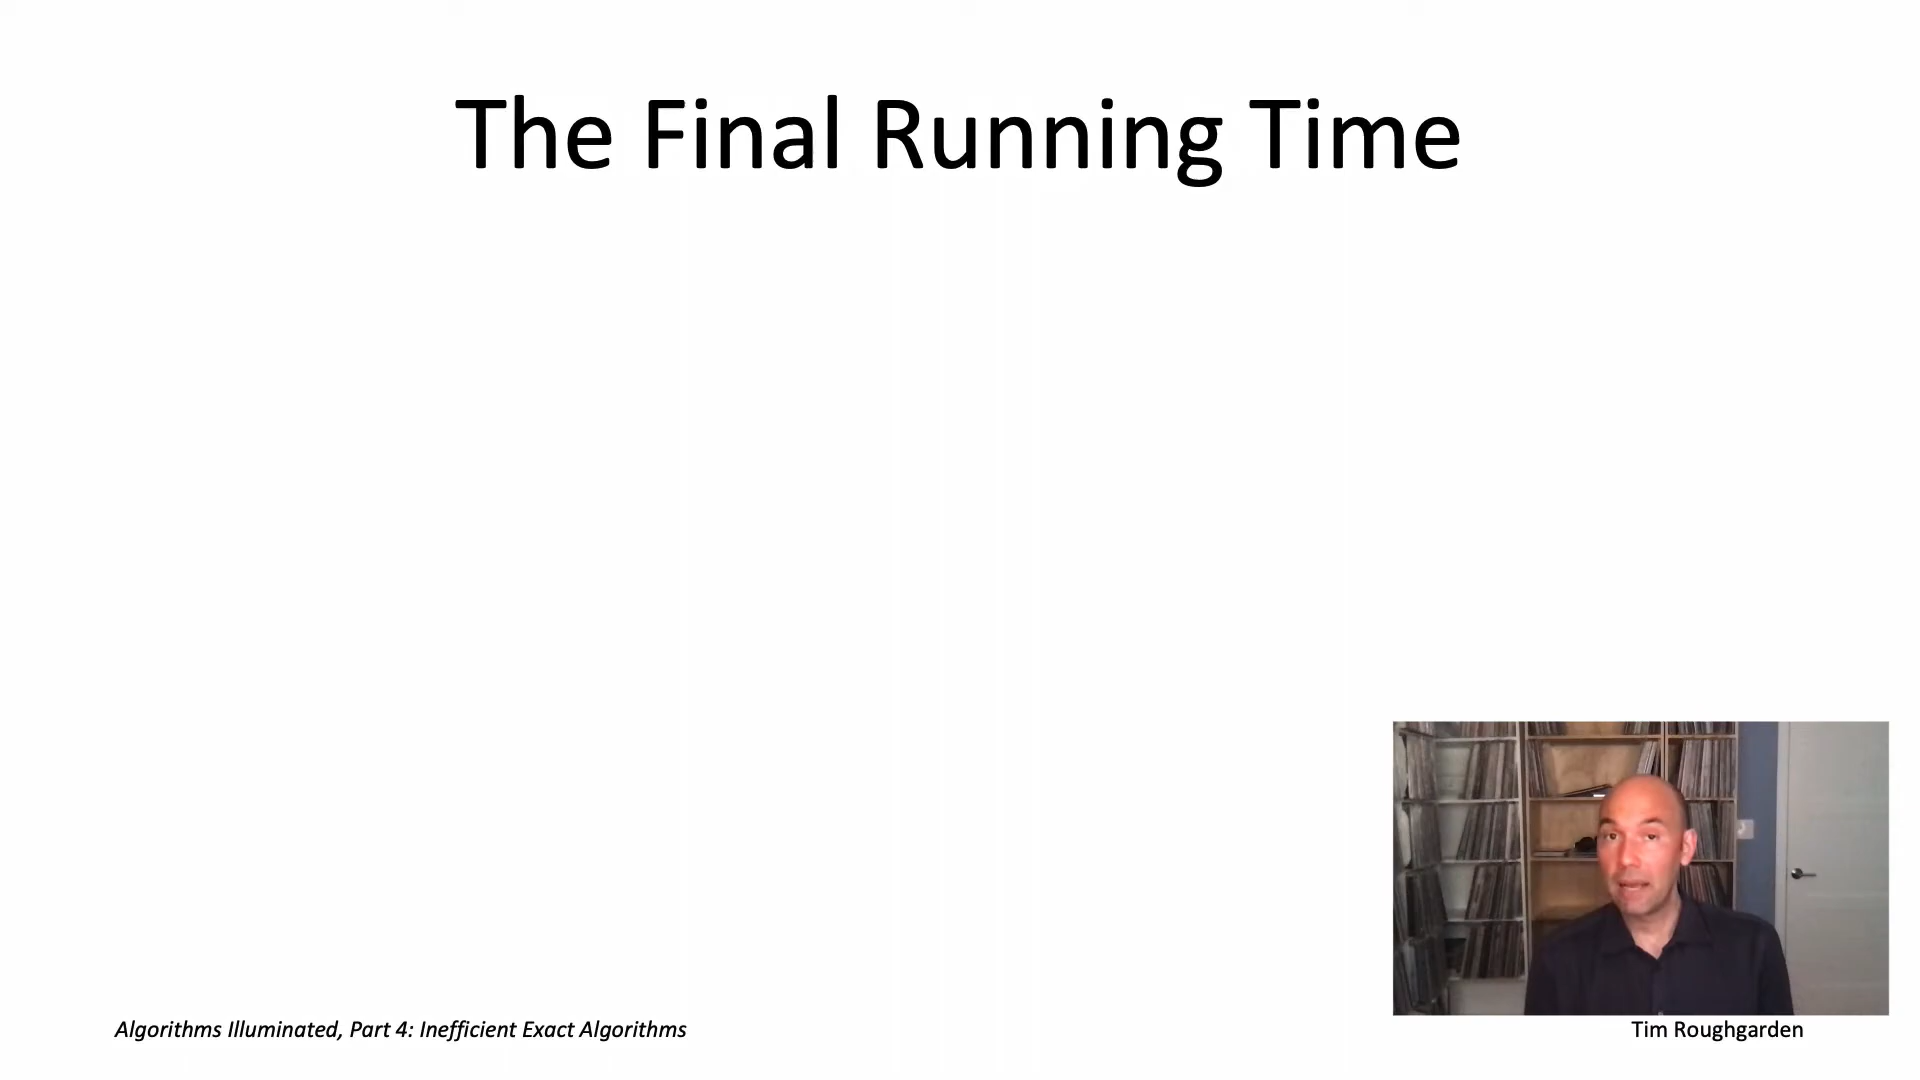 The Final Running Time
Algorithms Illuminated, Part 4: Inefficient Exact Algorithms
Tim Roughgarden